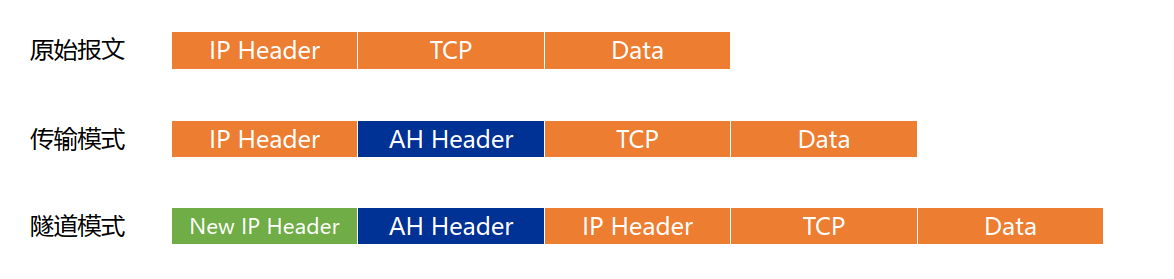 原始报文 IP Header TCP Data
传输模式 IP Header AH Header TCP Data
隧道模式 New IP Header AH Header IP Header TCP Data